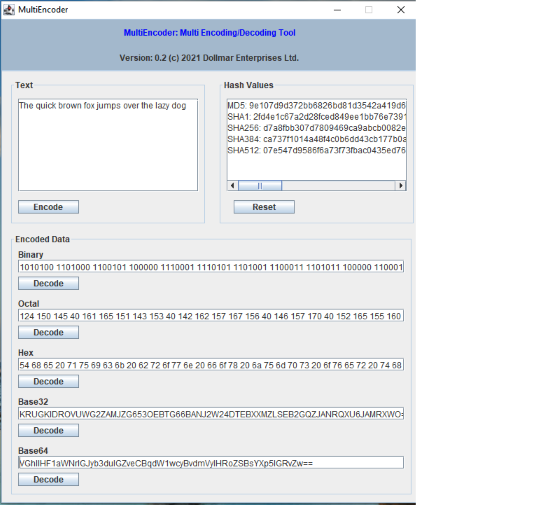 MultiEncoder
MultiEncoder: Multi Encoding/Decoding Tool
Version: 0.2 (c) 2021 Dollmar Enterprises Ltd.
Text
The quick brown fox jumps over the lazy dog
Encode
Hash Values
MD5: 9e107d9d372bb6826bd81d3542a419d6
SHA1: 2fd4e1c67a2d28fced849ee1bb76e7391
SHA256: d7a8fbb307d7809469ca9abcb0082e
SHA384: ca737f1014a48f4c0b6dd43cb177b0a
SHA512: 07e547d9586f6a73f73fbac0435ed76
Reset
Encoded Data
Binary
1010100 1101000 1100101 100000 1110001 1110101 1101001 1100011 1101011 100000 110001
Decode
Octal
124 150 145 40 161 165 151 143 153 40 142 162 157 167 156 40 146 157 170 40 152 165 155 160
Decode
Hex
54 68 65 20 71 75 69 63 6b 20 62 72 6f 77 6e 20 66 6f 78 20 6a 75 6d 70 73 20 6f 76 65 72 20 74 68
Decode
Base32
KRUGKIDROVUWG2ZAMJZG653OEBTG66BANJ2W24DTEBXXMZLSEB2GQZJANRQXU6JAMRXWO=
Decode
Base64
VGhlIHF1aWNrIGJyb3duIGZveCBqdW1wcyBvdmVyIHRoZSBsYXp5IGRvZw==
Decode